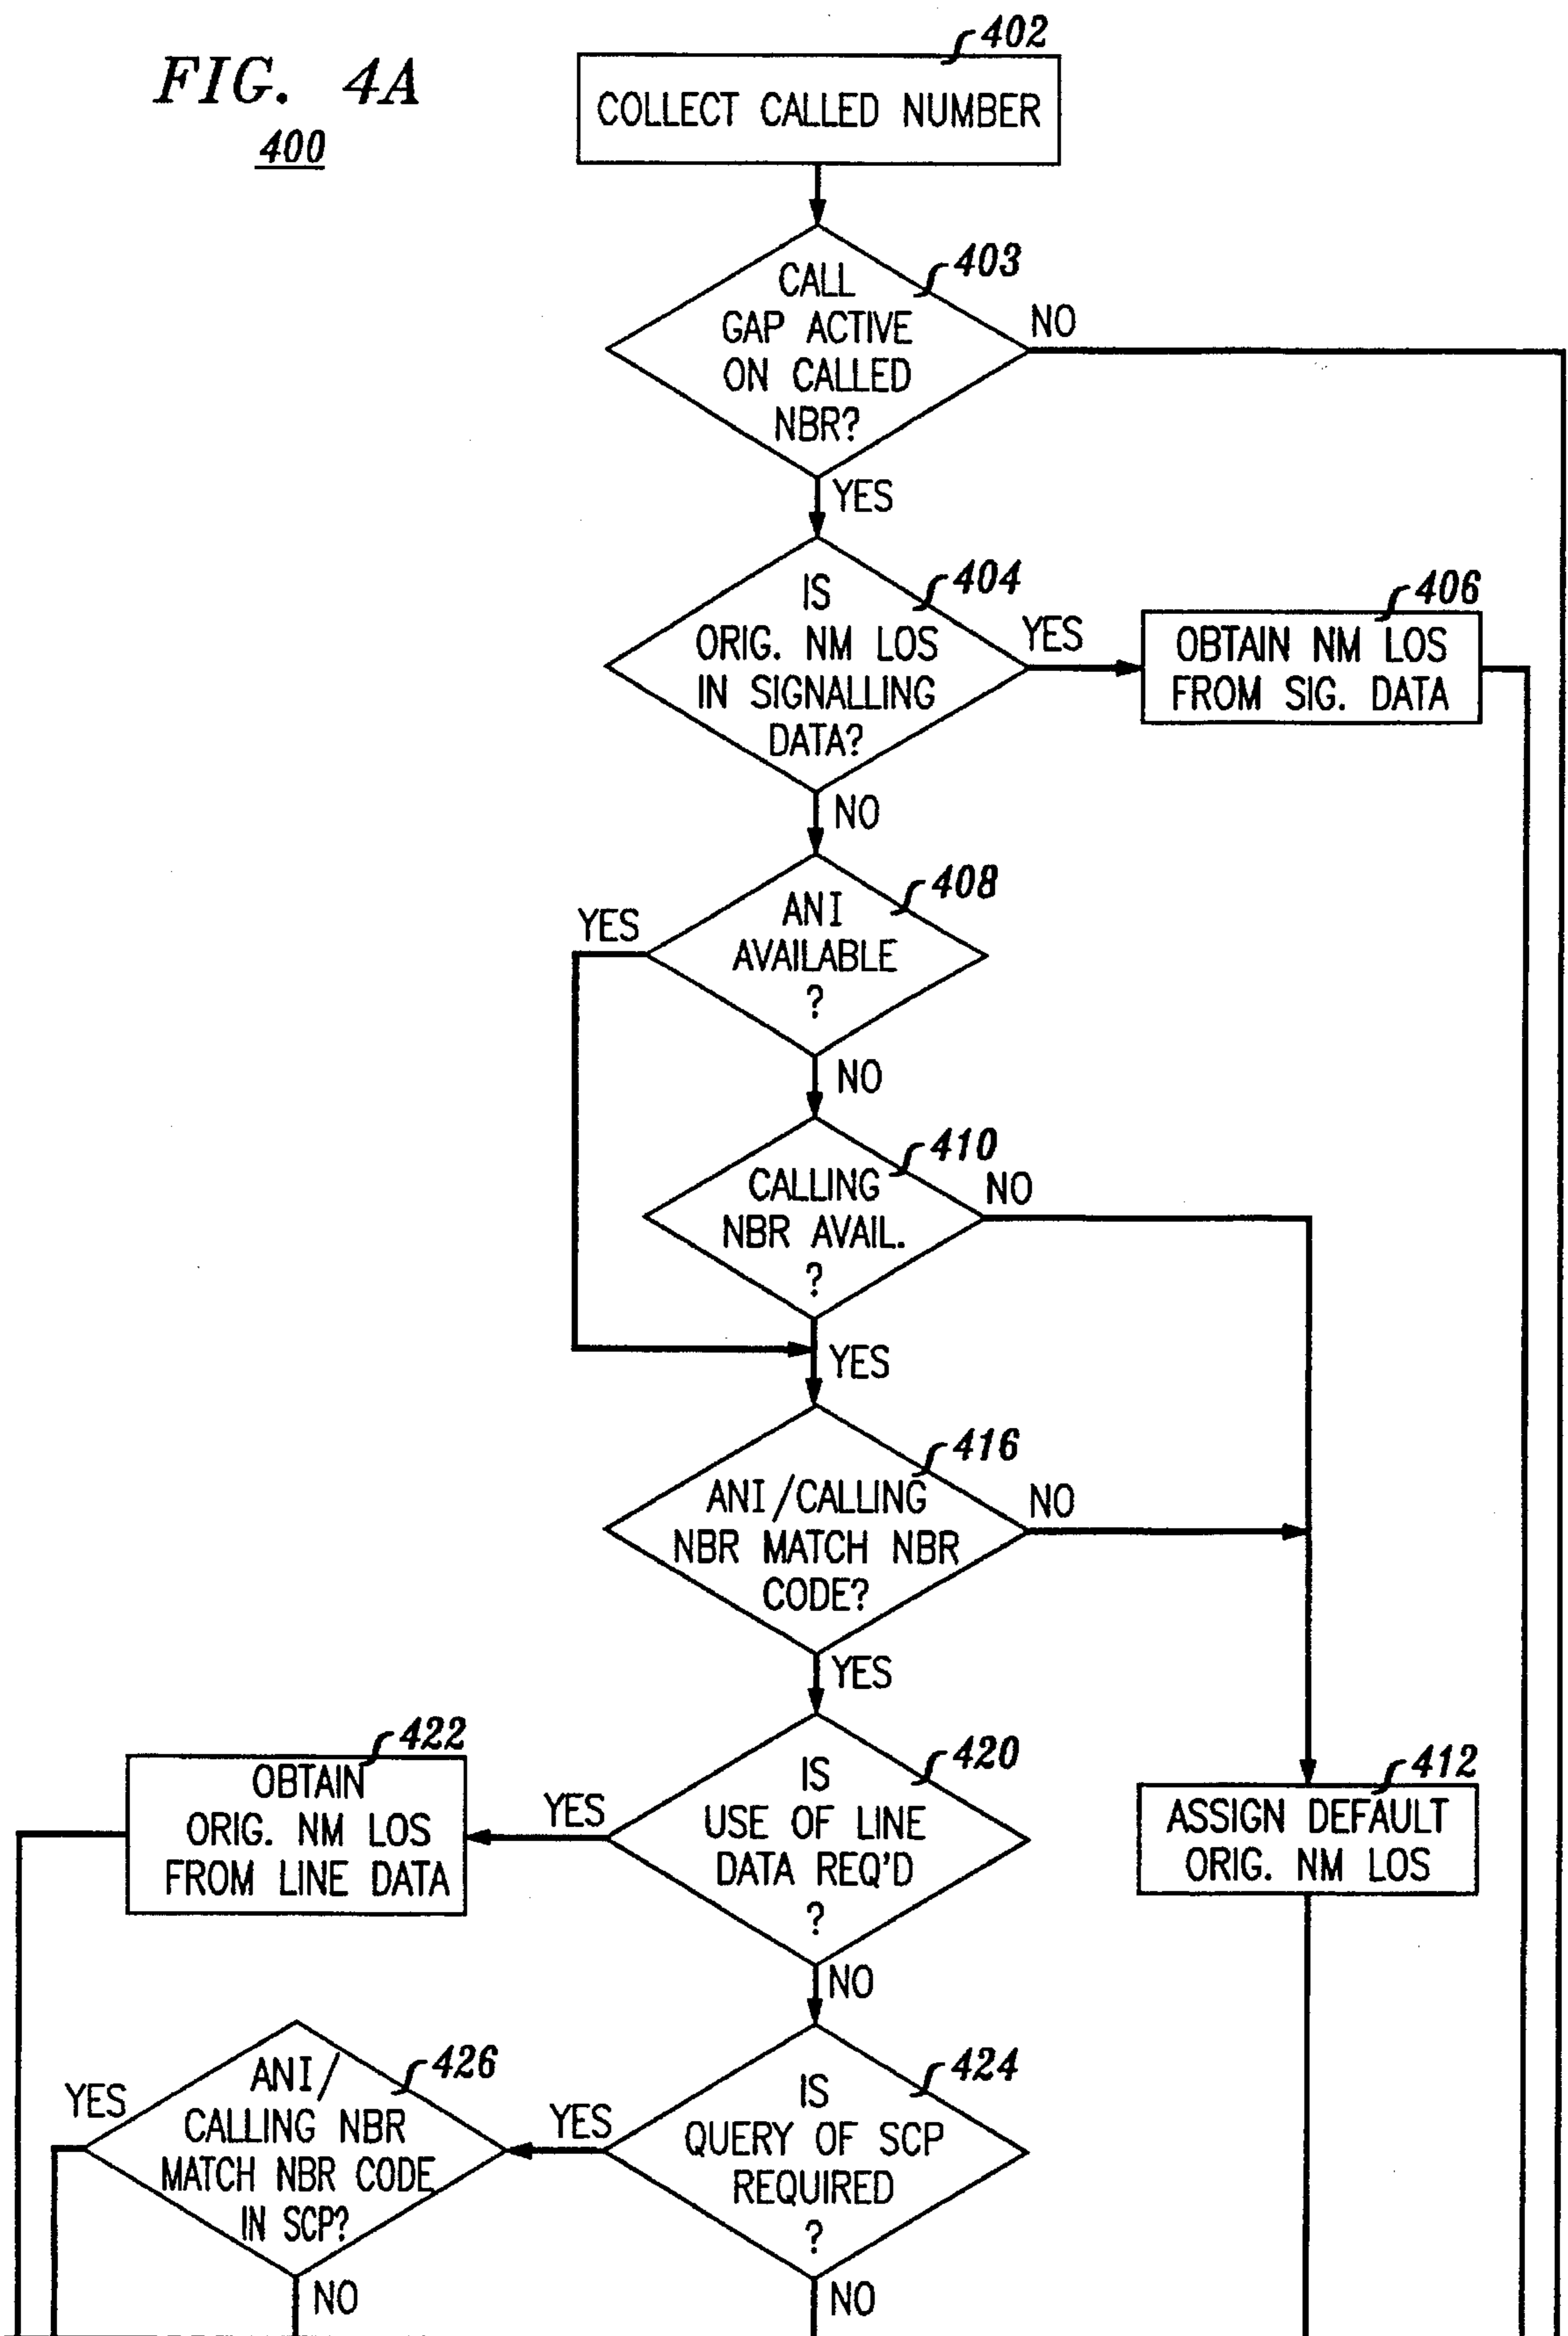 FIG. 4A
400
402
COLLECT CALLED NUMBER
403
CALL
GAP ACTIVE
ON CALLED
NBR?
NO
YES
404
IS
ORIG. NM LOS
IN SIGNALLING
DATA?
YES
406
OBTAIN NM LOS
FROM SIG. DATA
NO
408
ANI
AVAILABLE
?
YES
NO
410
CALLING
NBR AVAIL.
?
NO
YES
416
ANI/CALLING
NBR MATCH NBR
CODE?
NO
YES
422
OBTAIN
ORIG. NM LOS
FROM LINE DATA
YES
420
IS
USE OF LINE
DATA REQ'D
?
412
ASSIGN DEFAULT
ORIG. NM LOS
NO
426
ANI/
CALLING NBR
MATCH NBR CODE
IN SCP?
YES
YES
424
IS
QUERY OF SCP
REQUIRED
?
NO
NO